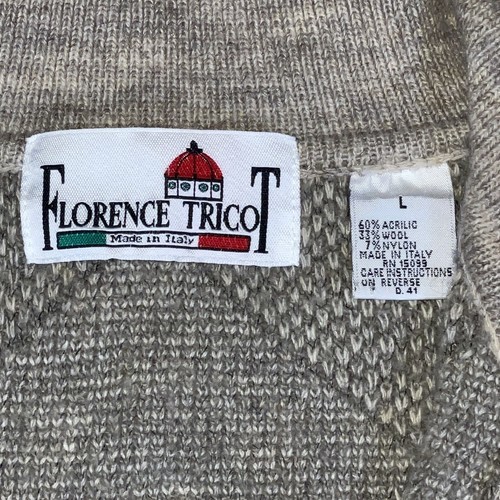 FLORENCE TRICOT
Made in Italy
L
60% ACRILIC
33% WOOL
7% NYLON
MADE IN ITALY
RN 15099
CARE INSTRUCTIONS
ON REVERSE
D. 41